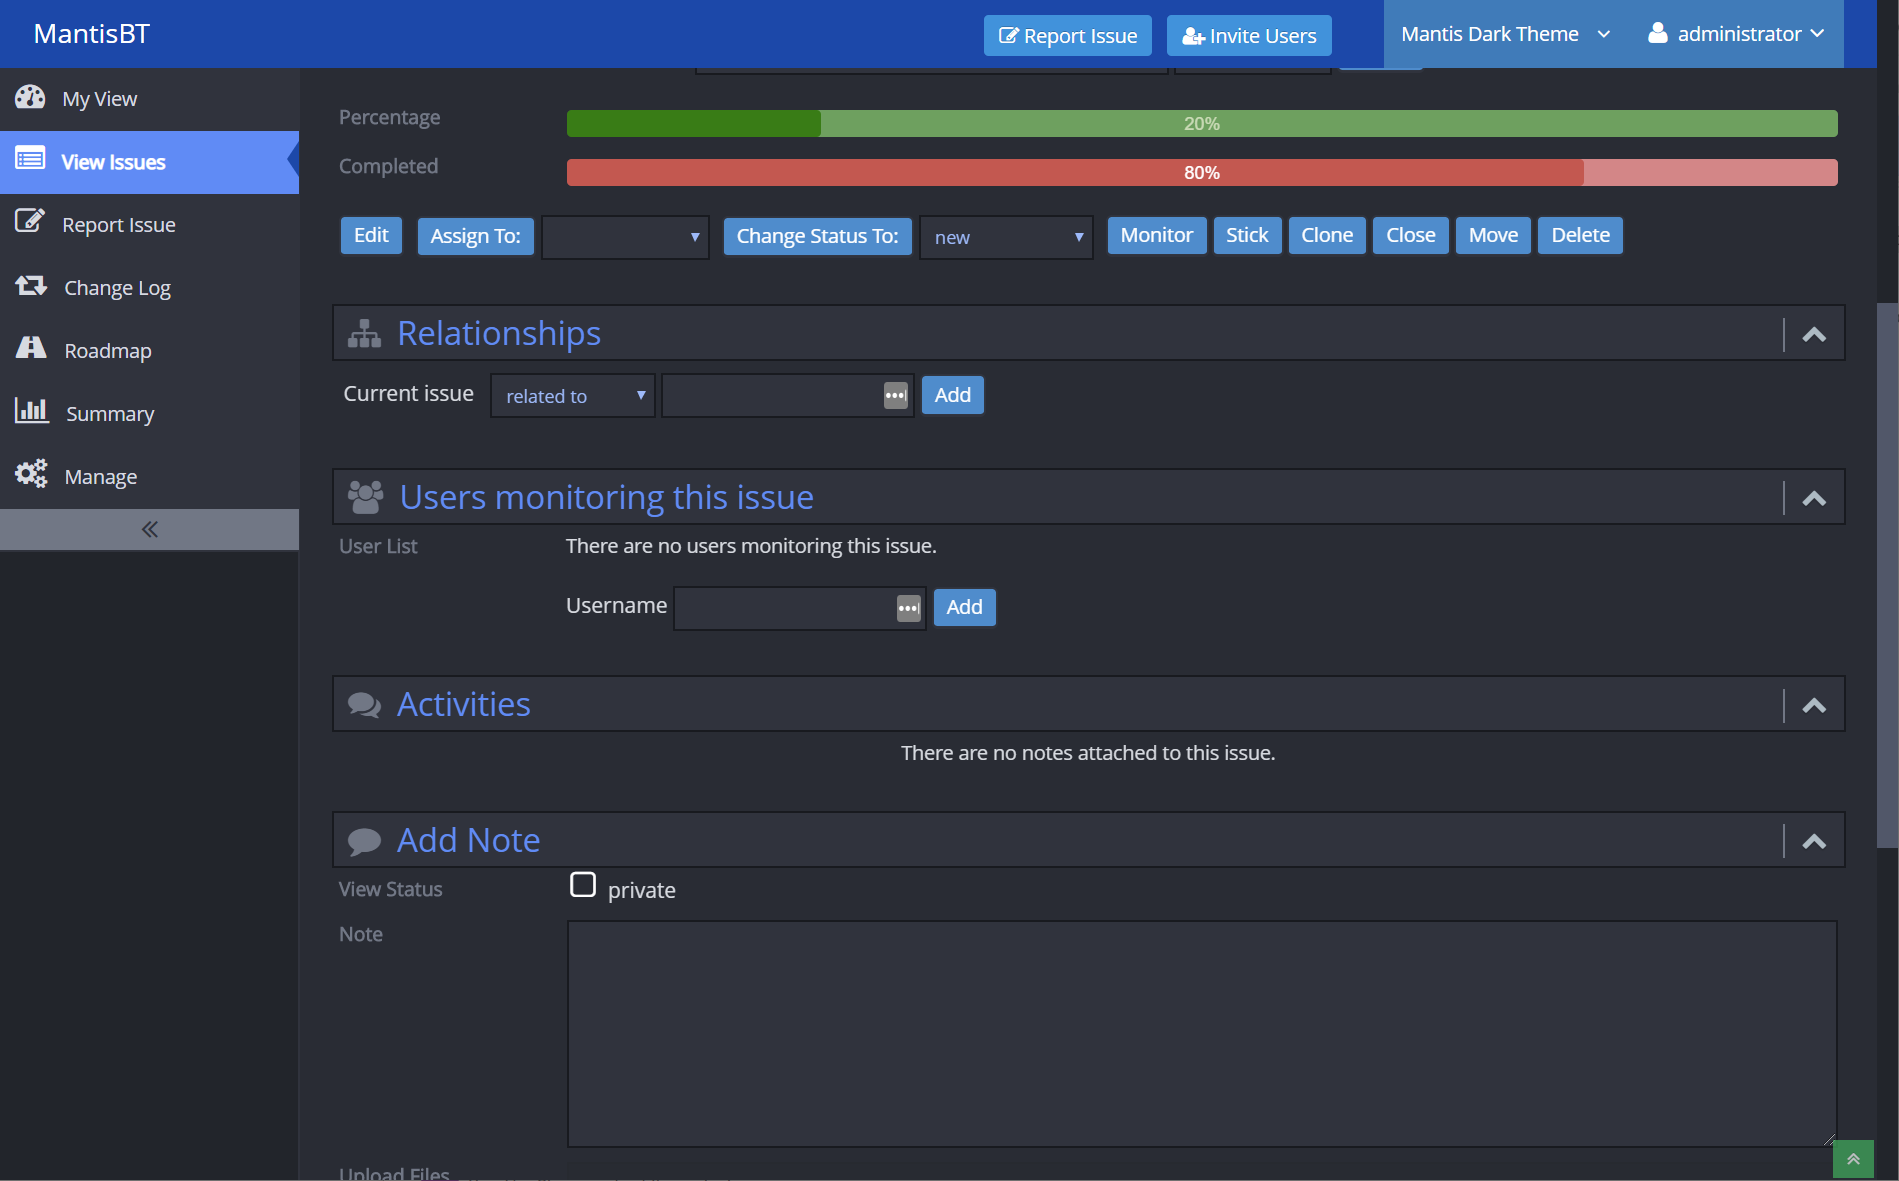 MantisBT
Report Issue
Invite Users
Mantis Dark Theme
administrator
My View
View Issues
Report Issue
Change Log
Roadmap
Summary
Manage
Percentage
20%
Completed
80%
Edit
Assign To:
Change Status To:
new
Monitor
Stick
Clone
Close
Move
Delete
Relationships
Current issue
related to
Add
Users monitoring this issue
User List
There are no users monitoring this issue.
Username
Add
Activities
There are no notes attached to this issue.
Add Note
View Status
private
Note
Upload Files